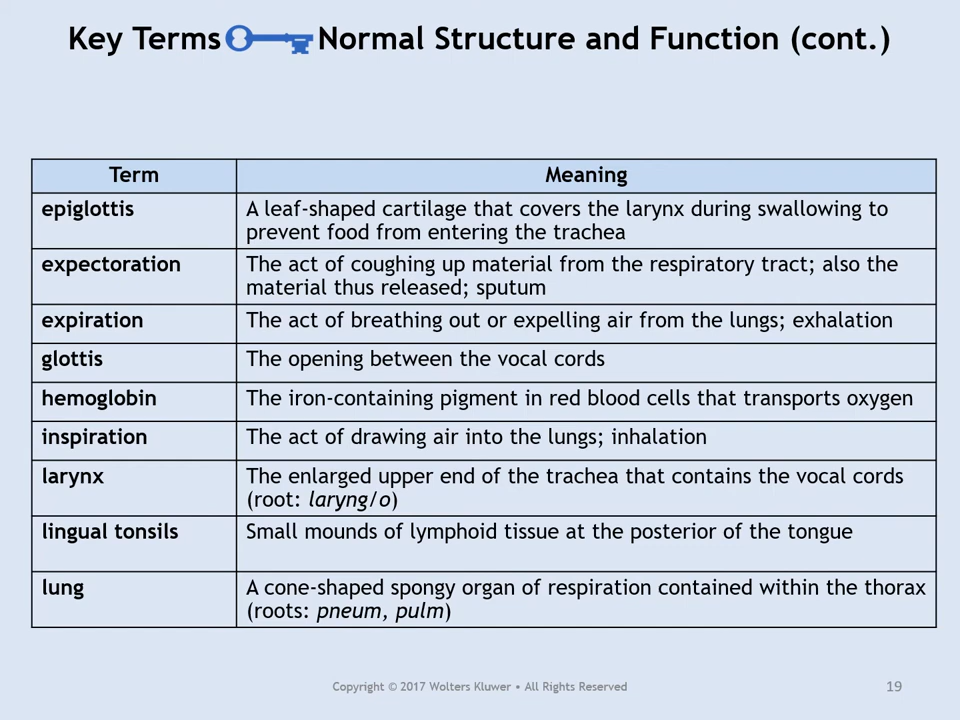 Key Terms Normal Structure and Function (cont.)
Term Meaning
epiglottis A leaf-shaped cartilage that covers the larynx during swallowing to
prevent food from entering the trachea
expectoration The act of coughing up material from the respiratory tract; also the
material thus released; sputum
expiration The act of breathing out or expelling air from the lungs; exhalation
glottis The opening between the vocal cords
hemoglobin The iron-containing pigment in red blood cells that transports oxygen
inspiration The act of drawing air into the lungs; inhalation
larynx The enlarged upper end of the trachea that contains the vocal cords
(root: laryng/o)
lingual tonsils Small mounds of lymphoid tissue at the posterior of the tongue
lung A cone-shaped spongy organ of respiration contained within the thorax
(roots: pneum, pulm)
Copyright © 2017 Wolters Kluwer • All Rights Reserved 19